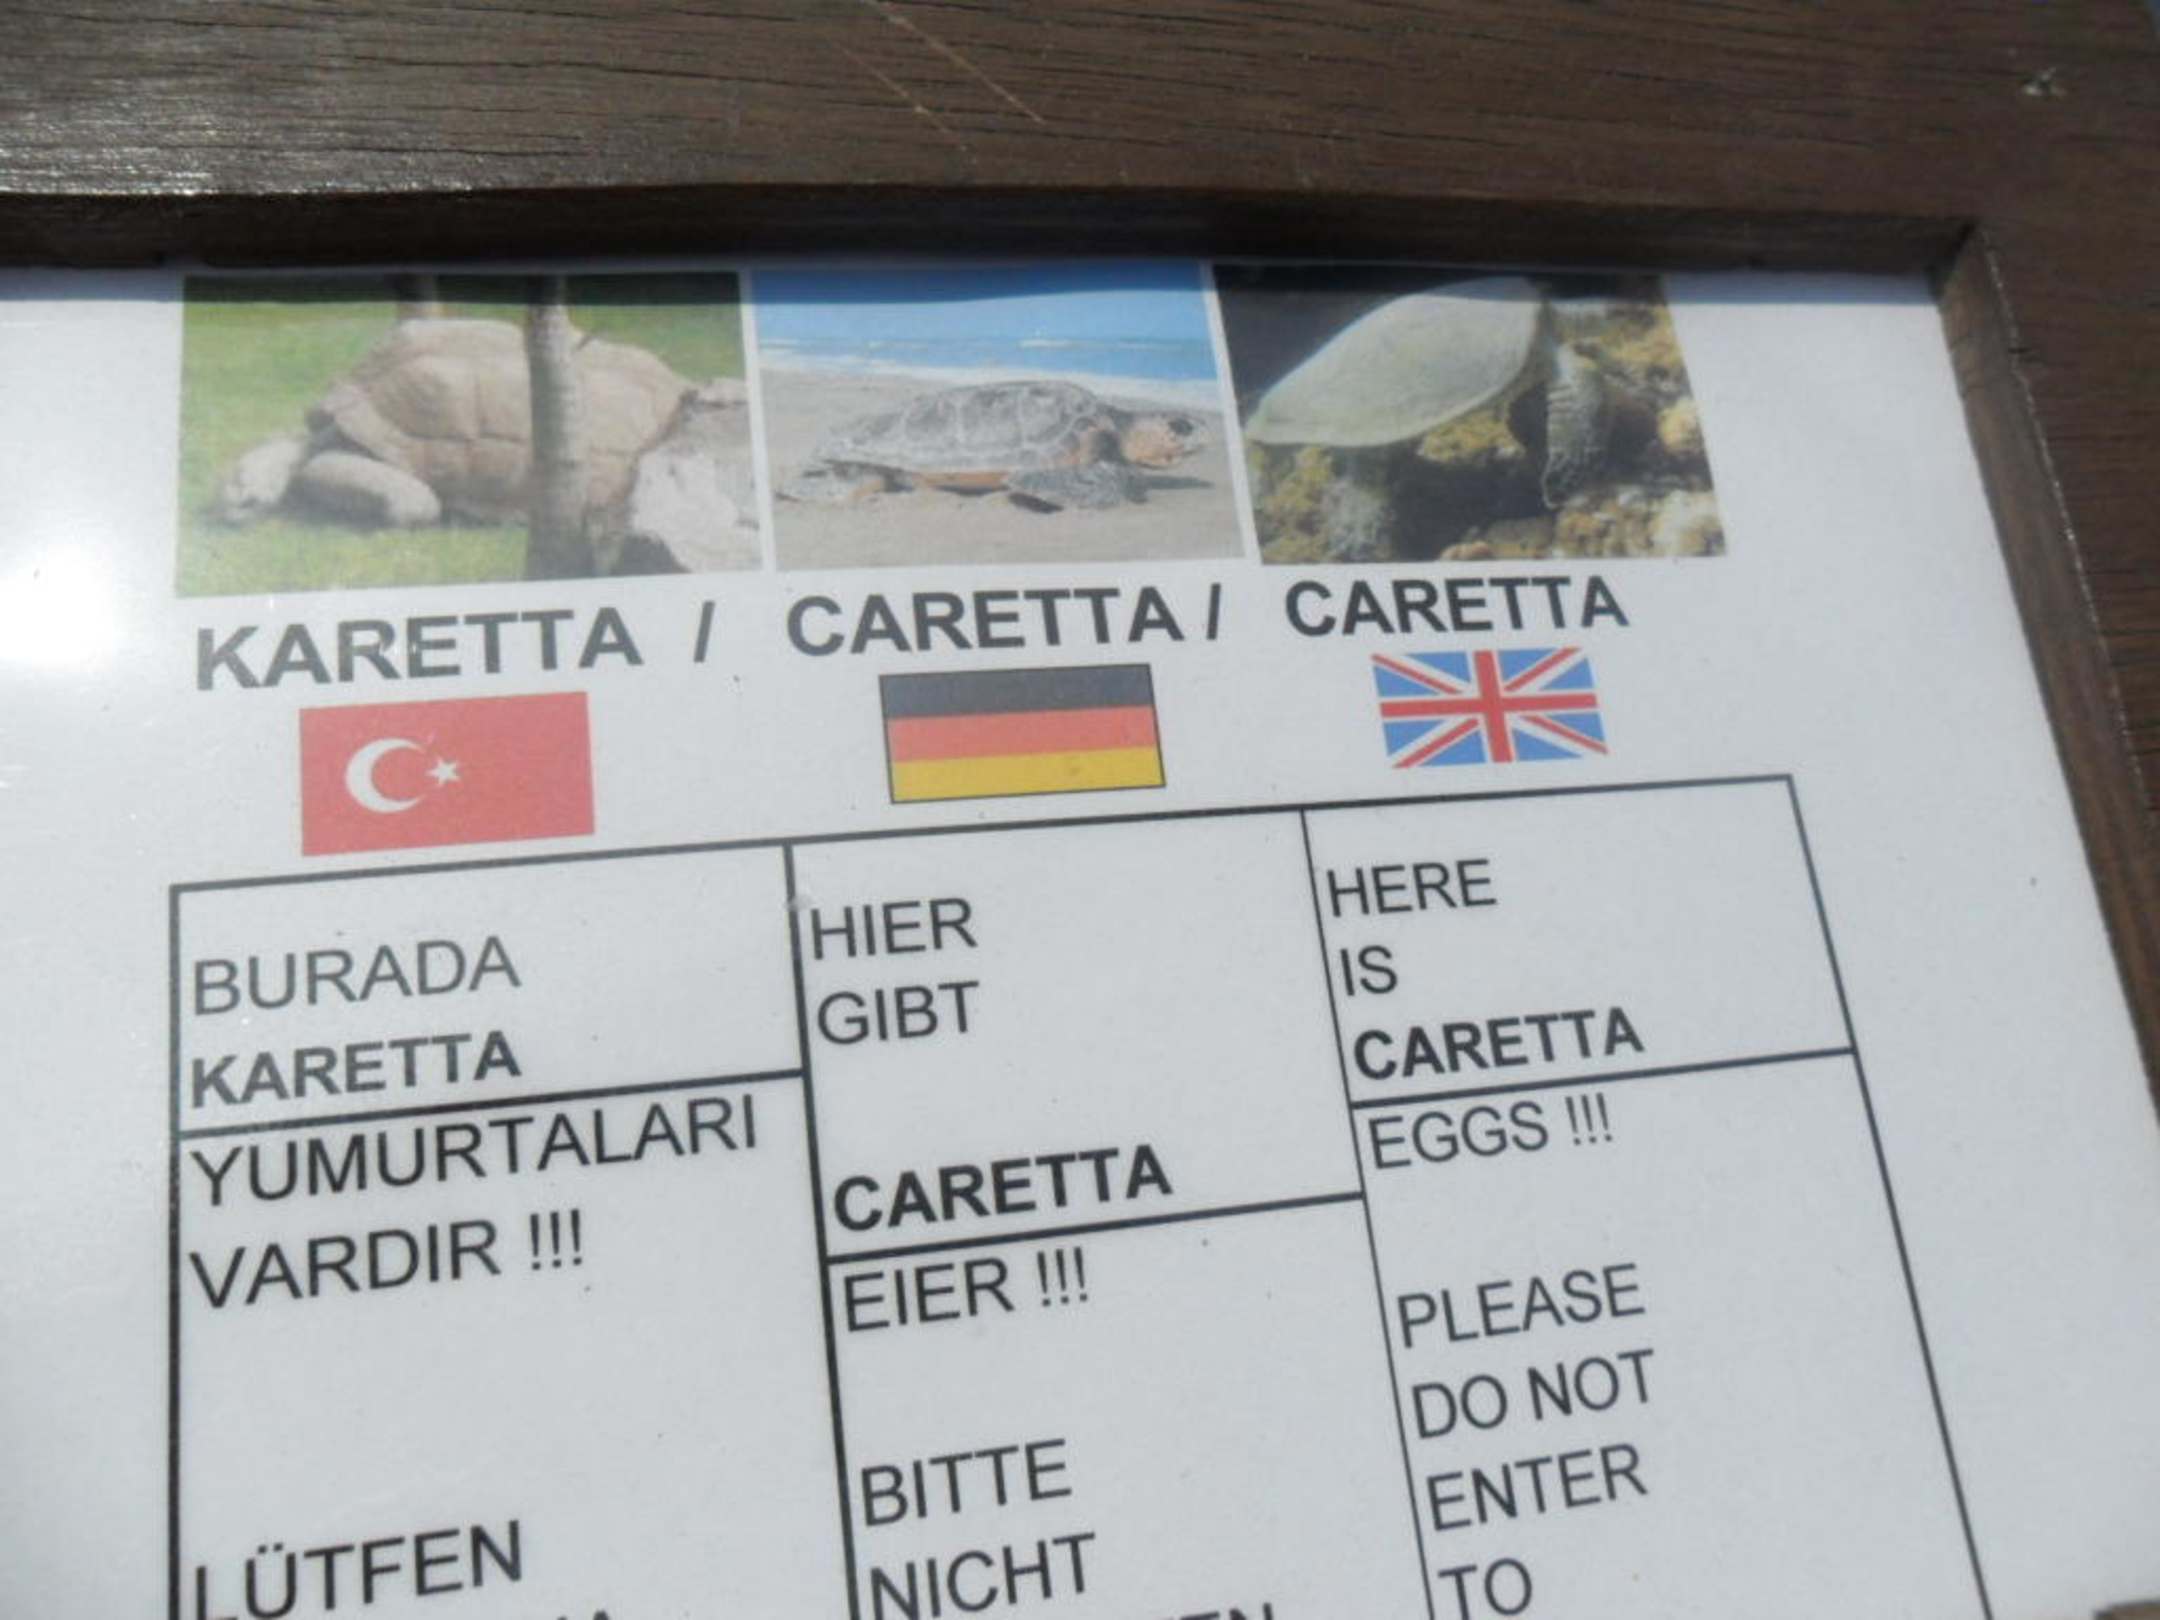 KARETTA / CARETTA / CARETTA
BURADA
KARETTA
YUMURTALARI
VARDIR !!!
LÜTFEN
HIER
GIBT
CARETTA
EIER !!!
BITTE
NICHT
HERE
IS
CARETTA
EGGS !!!
PLEASE
DO NOT
ENTER
TO